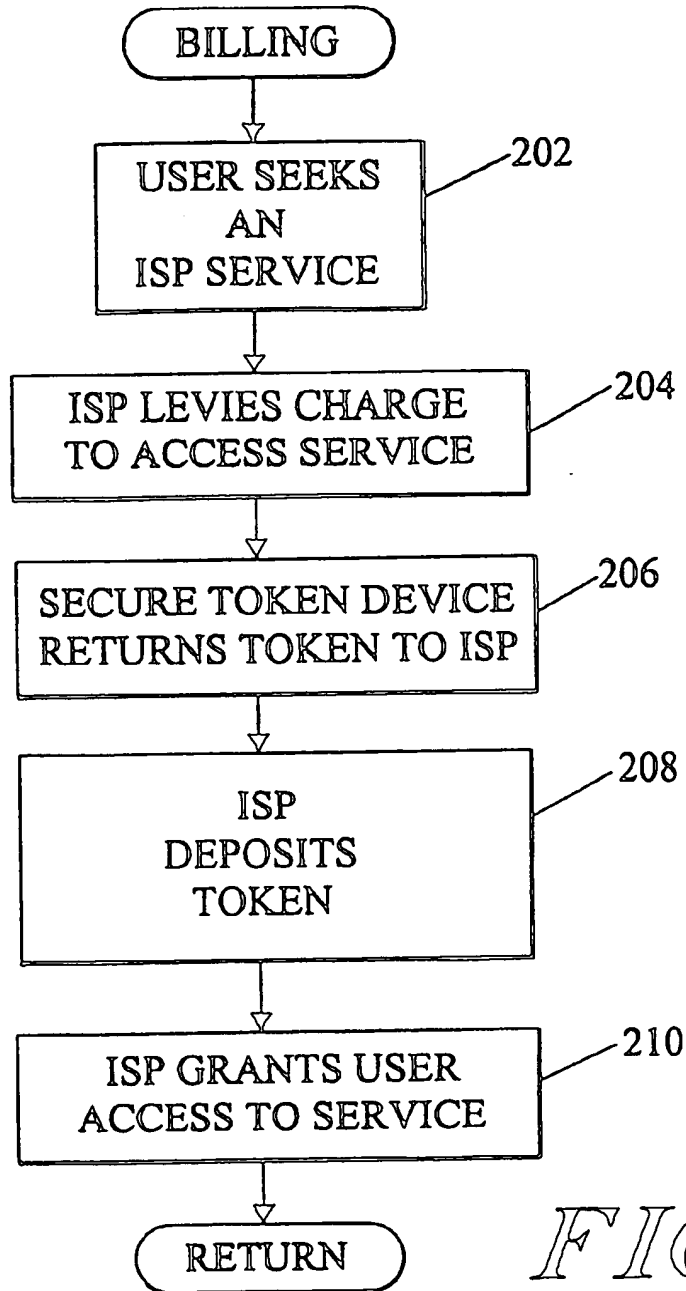 BILLING
202
USER SEEKS
AN
ISP SERVICE
204
ISP LEVIES CHARGE
TO ACCESS SERVICE
206
SECURE TOKEN DEVICE
RETURNS TOKEN TO ISP
208
ISP
DEPOSITS
TOKEN
210
ISP GRANTS USER
ACCESS TO SERVICE
RETURN